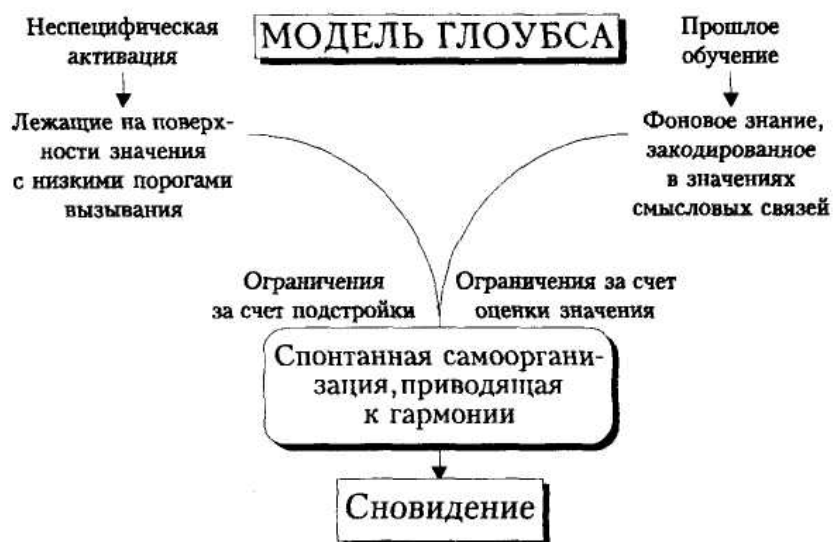 МОДЕЛЬ ГЛОУБСА
Неспецифическая
активация
Лежащие на поверх-
ности значения
с низкими порогами
вызывания
Прошлое
обучение
Фоновое знание,
закодированное
в значениях
смысловых связей
Ограничения
за счет подстройки
Ограничения за счет
оценки значения
Спонтанная самооргани-
зация, приводящая
к гармонии
Сновидение